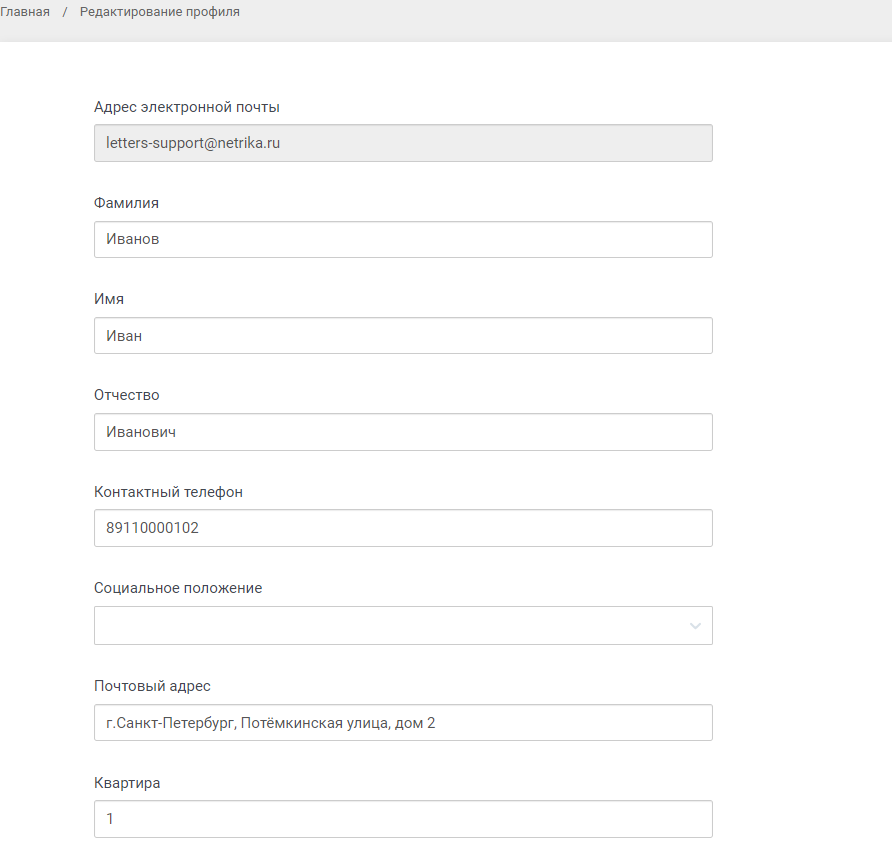 Главная / Редактирование профиля
Адрес электронной почты
letters-support@netrika.ru
Фамилия
Иванов
Имя
Иван
Отчество
Иванович
Контактный телефон
89110000102
Социальное положение
Почтовый адрес
г.Санкт-Петербург, Потёмкинская улица, дом 2
Квартира
1